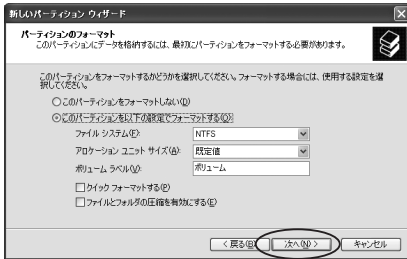 新しいパーティション ウィザード
パーティションのフォーマット
このパーティションにデータを格納するには、最初にパーティションをフォーマットする必要があります。
このパーティションをフォーマットするかどうかを選択してください。フォーマットする場合には、使用する設定を選
択してください。
このパーティションをフォーマットしない(D)
このパーティションを以下の設定でフォーマットする(O):
ファイル システム(F): NTFS
アロケーション ユニット サイズ(A): 既定値
ボリューム ラベル(V): ボリューム
クイック フォーマットする(P)
ファイルとフォルダの圧縮を有効にする(E)
< 戻る(B) 次へ(N) > キャンセル